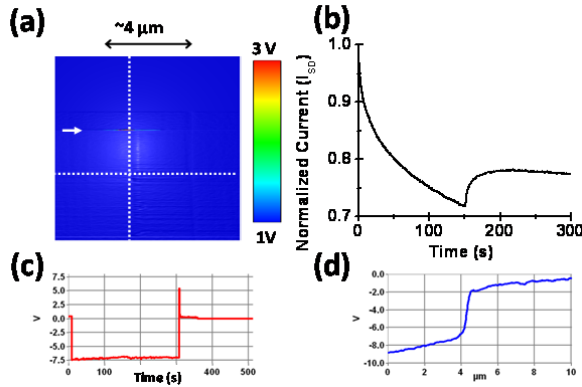 (a)
~4 μm
3 V
1V
(b)
Normalized Current (I_SD)
1.0
0.9
0.8
0.7
0
100
200
300
Time (s)
(c)
V
7.5
5.0
2.5
0.0
-2.5
-5.0
-7.5
0
100
200
300
400
500
Time (s)
(d)
V
0.0
-2.0
-4.0
-6.0
-8.0
-10.0
0
2
4
6
8
10
μm